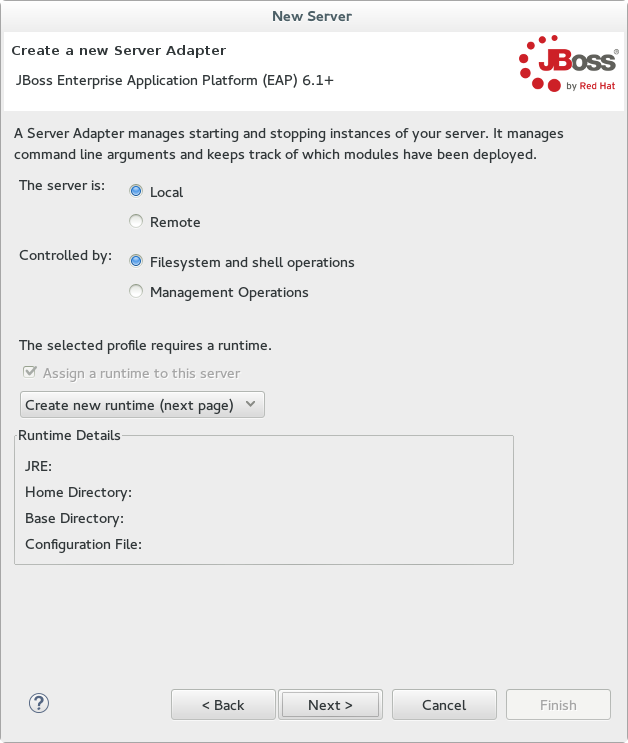 New Server
Create a new Server Adapter
JBoss Enterprise Application Platform (EAP) 6.1+
JBoss®
by Red Hat
A Server Adapter manages starting and stopping instances of your server. It manages
command line arguments and keeps track of which modules have been deployed.
The server is:
Local
Remote
Controlled by:
Filesystem and shell operations
Management Operations
The selected profile requires a runtime.
Assign a runtime to this server
Create new runtime (next page)
Runtime Details
JRE:
Home Directory:
Base Directory:
Configuration File:
? < Back Next > Cancel Finish